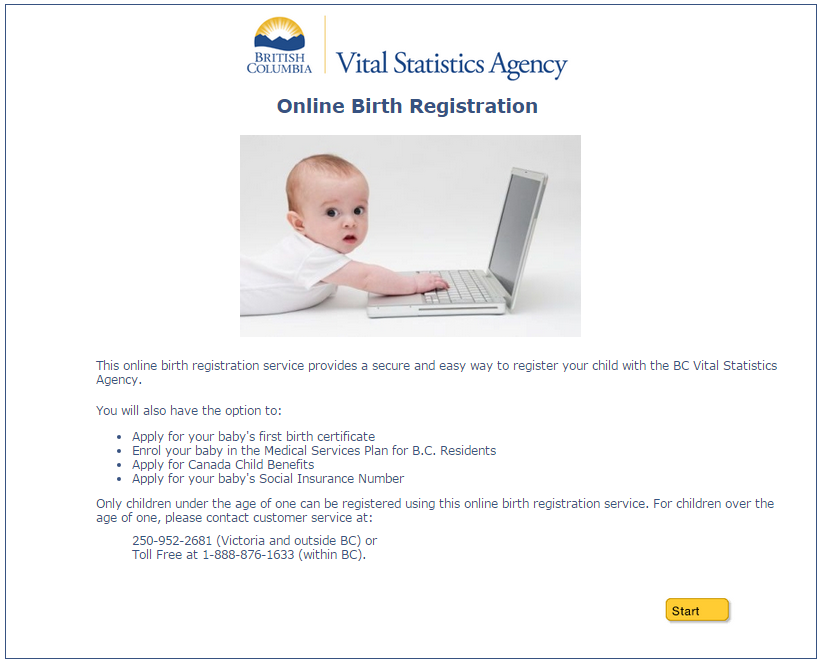 BRITISH
COLUMBIA
Vital Statistics Agency
Online Birth Registration
This online birth registration service provides a secure and easy way to register your child with the BC Vital Statistics
Agency.
You will also have the option to:
• Apply for your baby's first birth certificate
• Enrol your baby in the Medical Services Plan for B.C. Residents
• Apply for Canada Child Benefits
• Apply for your baby's Social Insurance Number
Only children under the age of one can be registered using this online birth registration service. For children over the
age of one, please contact customer service at:
250-952-2681 (Victoria and outside BC) or
Toll Free at 1-888-876-1633 (within BC).
Start